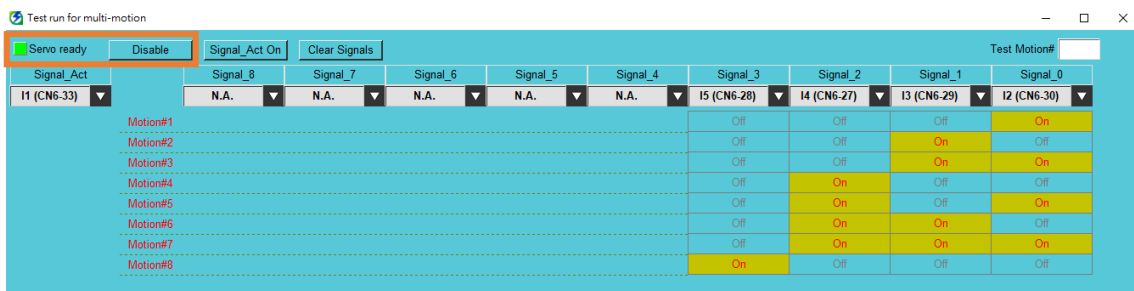 Test run for multi-motion
Servo ready Disable Signal_Act On Clear Signals Test Motion#
Signal_Act Signal_8 Signal_7 Signal_6 Signal_5 Signal_4 Signal_3 Signal_2 Signal_1 Signal_0
I1 (CN6-33) N.A. N.A. N.A. N.A. N.A. I5 (CN6-28) I4 (CN6-27) I3 (CN6-29) I2 (CN6-30)
Motion#1 Off Off Off On
Motion#2 Off Off On Off
Motion#3 Off Off On On
Motion#4 Off On Off Off
Motion#5 Off On Off On
Motion#6 Off On On Off
Motion#7 Off On On On
Motion#8 On Off Off Off